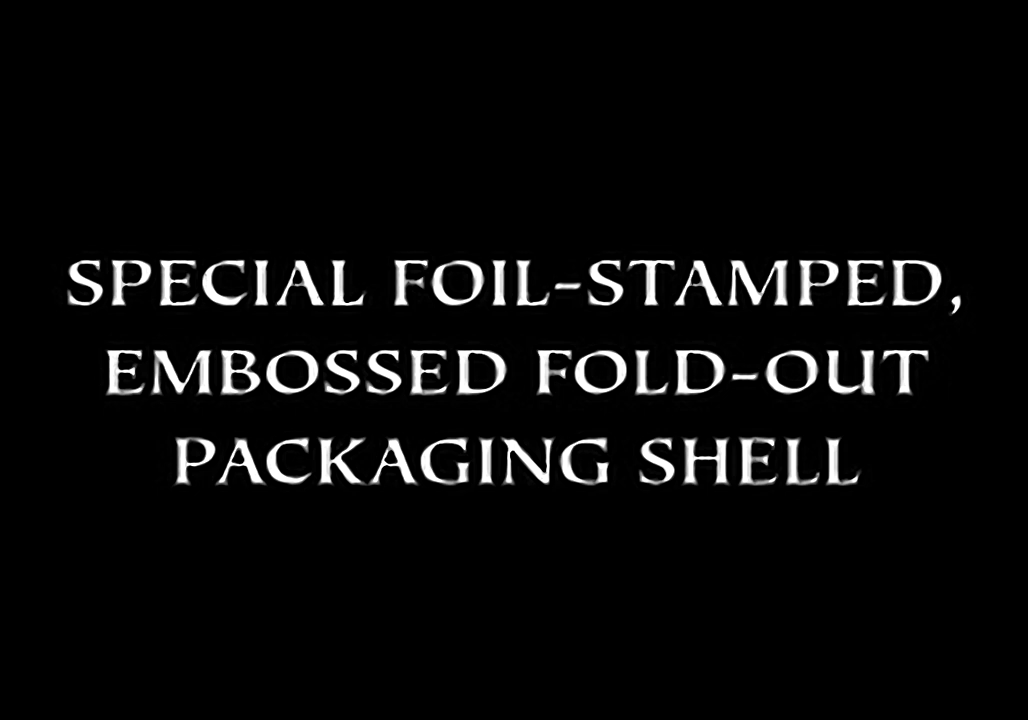 SPECIAL FOIL-STAMPED,
EMBOSSED FOLD-OUT
PACKAGING SHELL